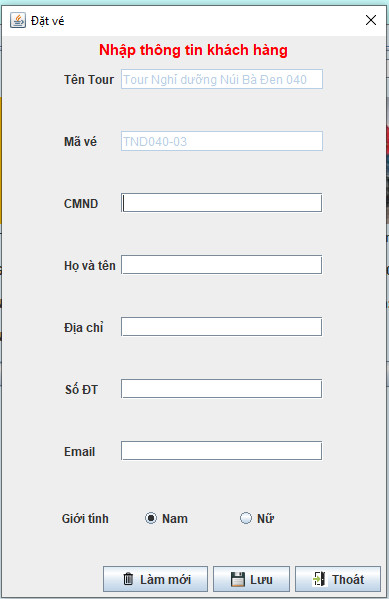 Đặt vé
Nhập thông tin khách hàng
Tên Tour Tour Nghỉ dưỡng Núi Bà Đen 040
Mã vé TND040-03
CMND
Họ và tên
Địa chỉ
Số ĐT
Email
Giới tính Nam Nữ
Làm mới Lưu Thoát